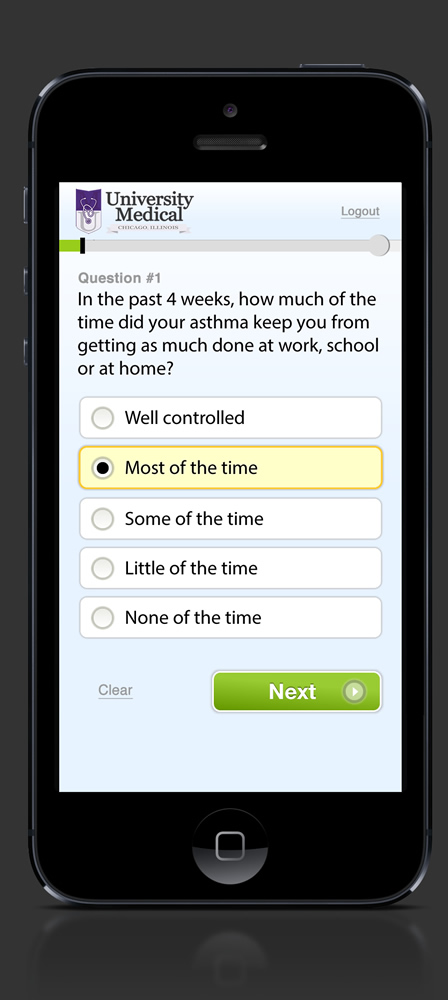 University
Medical
CHICAGO, ILLINOIS
Logout
Question #1
In the past 4 weeks, how much of the
time did your asthma keep you from
getting as much done at work, school
or at home?
Well controlled
Most of the time
Some of the time
Little of the time
None of the time
Clear
Next